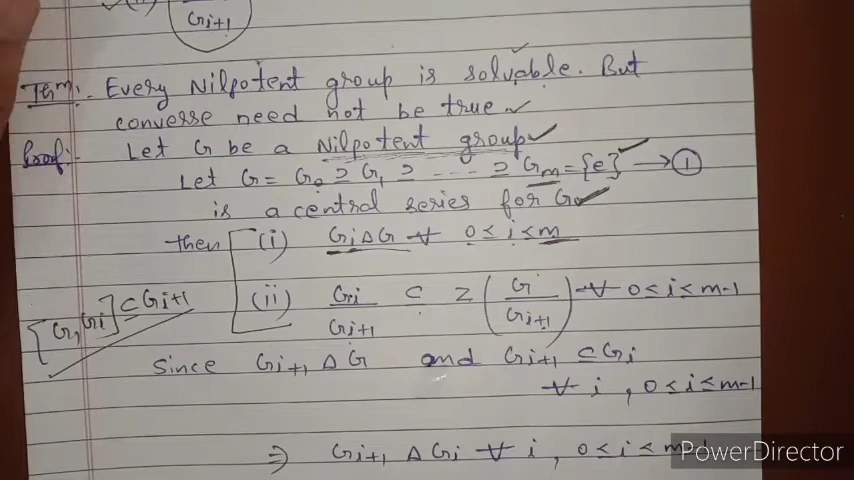 Gi+1
Thm:- Every Nilpotent group is solvable. But
converse need not be true
Proof:- Let G be a Nilpotent group
Let G = G0 ⊇ G1 ⊇ ---- ⊇ Gm = {e} → ①
is a central series for G
then (i) Gi Δ G ∀ 0 ≤ i ≤ m
[G, Gi] ⊆ Gi+1 (ii) Gi/Gi+1 ⊂ Z(G/Gi+1) ∀ 0 ≤ i ≤ m-1
Since Gi+1 Δ G and Gi+1 ⊆ Gi
∀ i, 0 ≤ i ≤ m-1
⇒ Gi+1 Δ Gi ∀ i, 0 ≤ i ≤ m-1
PowerDirector